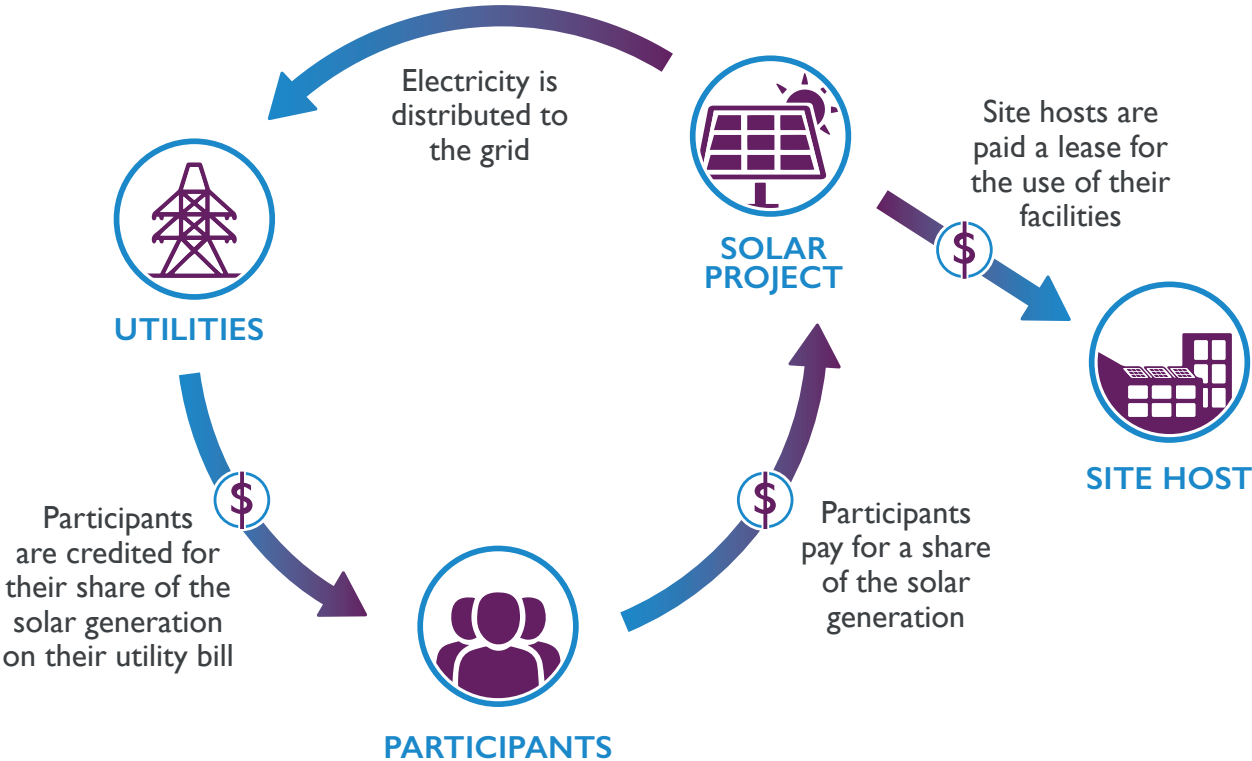 Electricity is
distributed to
the grid
Site hosts are
paid a lease for
the use of their
facilities
SOLAR
PROJECT
$
UTILITIES
SITE HOST
$
Participants
are credited for
their share of the
solar generation
on their utility bill
$
Participants
pay for a share
of the solar
generation
PARTICIPANTS